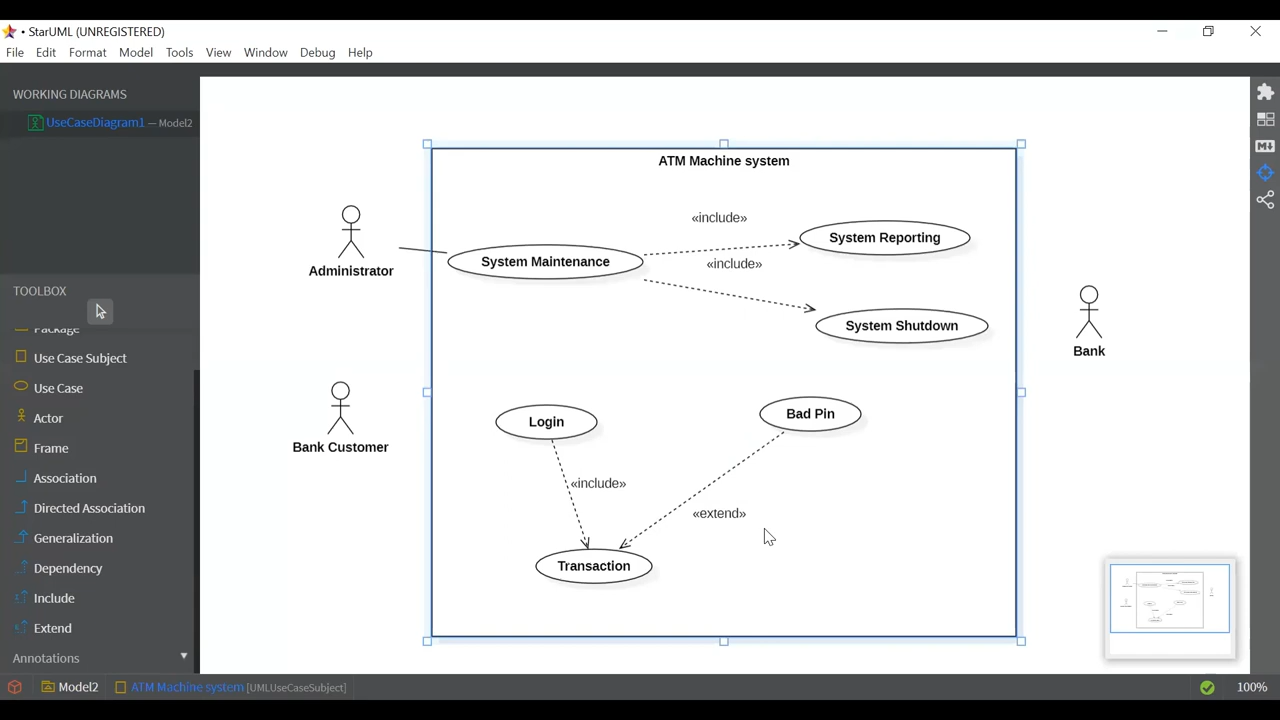 • StarUML (UNREGISTERED)
File Edit Format Model Tools View Window Debug Help
WORKING DIAGRAMS
UseCaseDiagram1 — Model2
TOOLBOX
Package
Use Case Subject
Use Case
Actor
Frame
Association
Directed Association
Generalization
Dependency
Include
Extend
Annotations
ATM Machine system
Administrator
System Maintenance
«include»
System Reporting
«include»
System Shutdown
Bank
Bank Customer
Login
Bad Pin
«include»
«extend»
Transaction
M↓
Model2 ATM Machine system [UMLUseCaseSubject]
100%